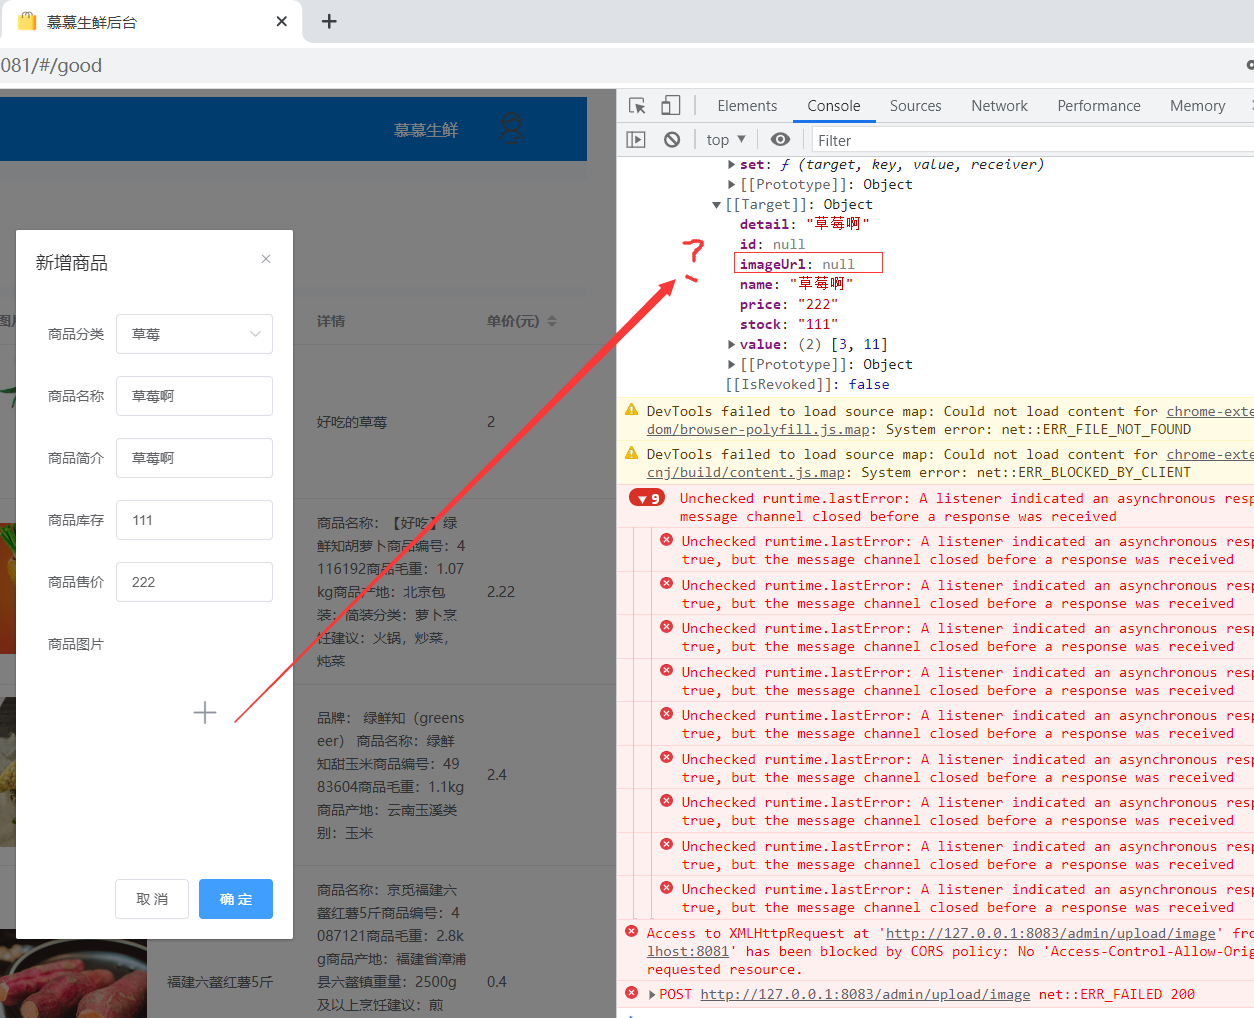 慕慕生鲜后台
081/#/good
慕慕生鲜
Elements Console Sources Network Performance Memory
top Filter
set: ƒ (target, key, value, receiver)
[[Prototype]]: Object
[[Target]]: Object
detail: "草莓啊"
id: null
imageUrl: null
name: "草莓啊"
price: "222"
stock: "111"
value: (2) [3, 11]
[[Prototype]]: Object
[[IsRevoked]]: false
?
新增商品
商品分类 草莓
商品名称 草莓啊
商品简介 草莓啊
商品库存 111
商品售价 222
商品图片
取 消 确 定
详情 单价(元)
好吃的草莓 2
商品名称：【好吃】绿
鲜知胡萝卜商品编号：4
116192商品毛重：1.07
kg商品产地：北京包
装：简装分类：萝卜烹
饪建议：火锅，炒菜，
炖菜
2.22
品牌： 绿鲜知（greens
eer） 商品名称：绿鲜
知甜玉米商品编号：49
83604商品毛重：1.1kg
商品产地：云南玉溪类
别：玉米
2.4
福建六鳌红薯5斤
商品名称：京觅福建六
鳌红薯5斤商品编号：4
087121商品毛重：2.8k
g商品产地：福建省漳浦
县六鳌镇重量：2500g
及以上烹饪建议：煎
0.4
DevTools failed to load source map: Could not load content for chrome-exte
dom/browser-polyfill.js.map: System error: net::ERR_FILE_NOT_FOUND
DevTools failed to load source map: Could not load content for chrome-exte
cnj/build/content.js.map: System error: net::ERR_BLOCKED_BY_CLIENT
9 Unchecked runtime.lastError: A listener indicated an asynchronous resp
message channel closed before a response was received
Unchecked runtime.lastError: A listener indicated an asynchronous resp
true, but the message channel closed before a response was received
Unchecked runtime.lastError: A listener indicated an asynchronous resp
true, but the message channel closed before a response was received
Unchecked runtime.lastError: A listener indicated an asynchronous resp
true, but the message channel closed before a response was received
Unchecked runtime.lastError: A listener indicated an asynchronous resp
true, but the message channel closed before a response was received
Unchecked runtime.lastError: A listener indicated an asynchronous resp
true, but the message channel closed before a response was received
Unchecked runtime.lastError: A listener indicated an asynchronous resp
true, but the message channel closed before a response was received
Unchecked runtime.lastError: A listener indicated an asynchronous resp
true, but the message channel closed before a response was received
Unchecked runtime.lastError: A listener indicated an asynchronous resp
true, but the message channel closed before a response was received
Unchecked runtime.lastError: A listener indicated an asynchronous resp
true, but the message channel closed before a response was received
Access to XMLHttpRequest at 'http://127.0.0.1:8083/admin/upload/image' fro
lhost:8081' has been blocked by CORS policy: No 'Access-Control-Allow-Orig
requested resource.
POST http://127.0.0.1:8083/admin/upload/image net::ERR_FAILED 200